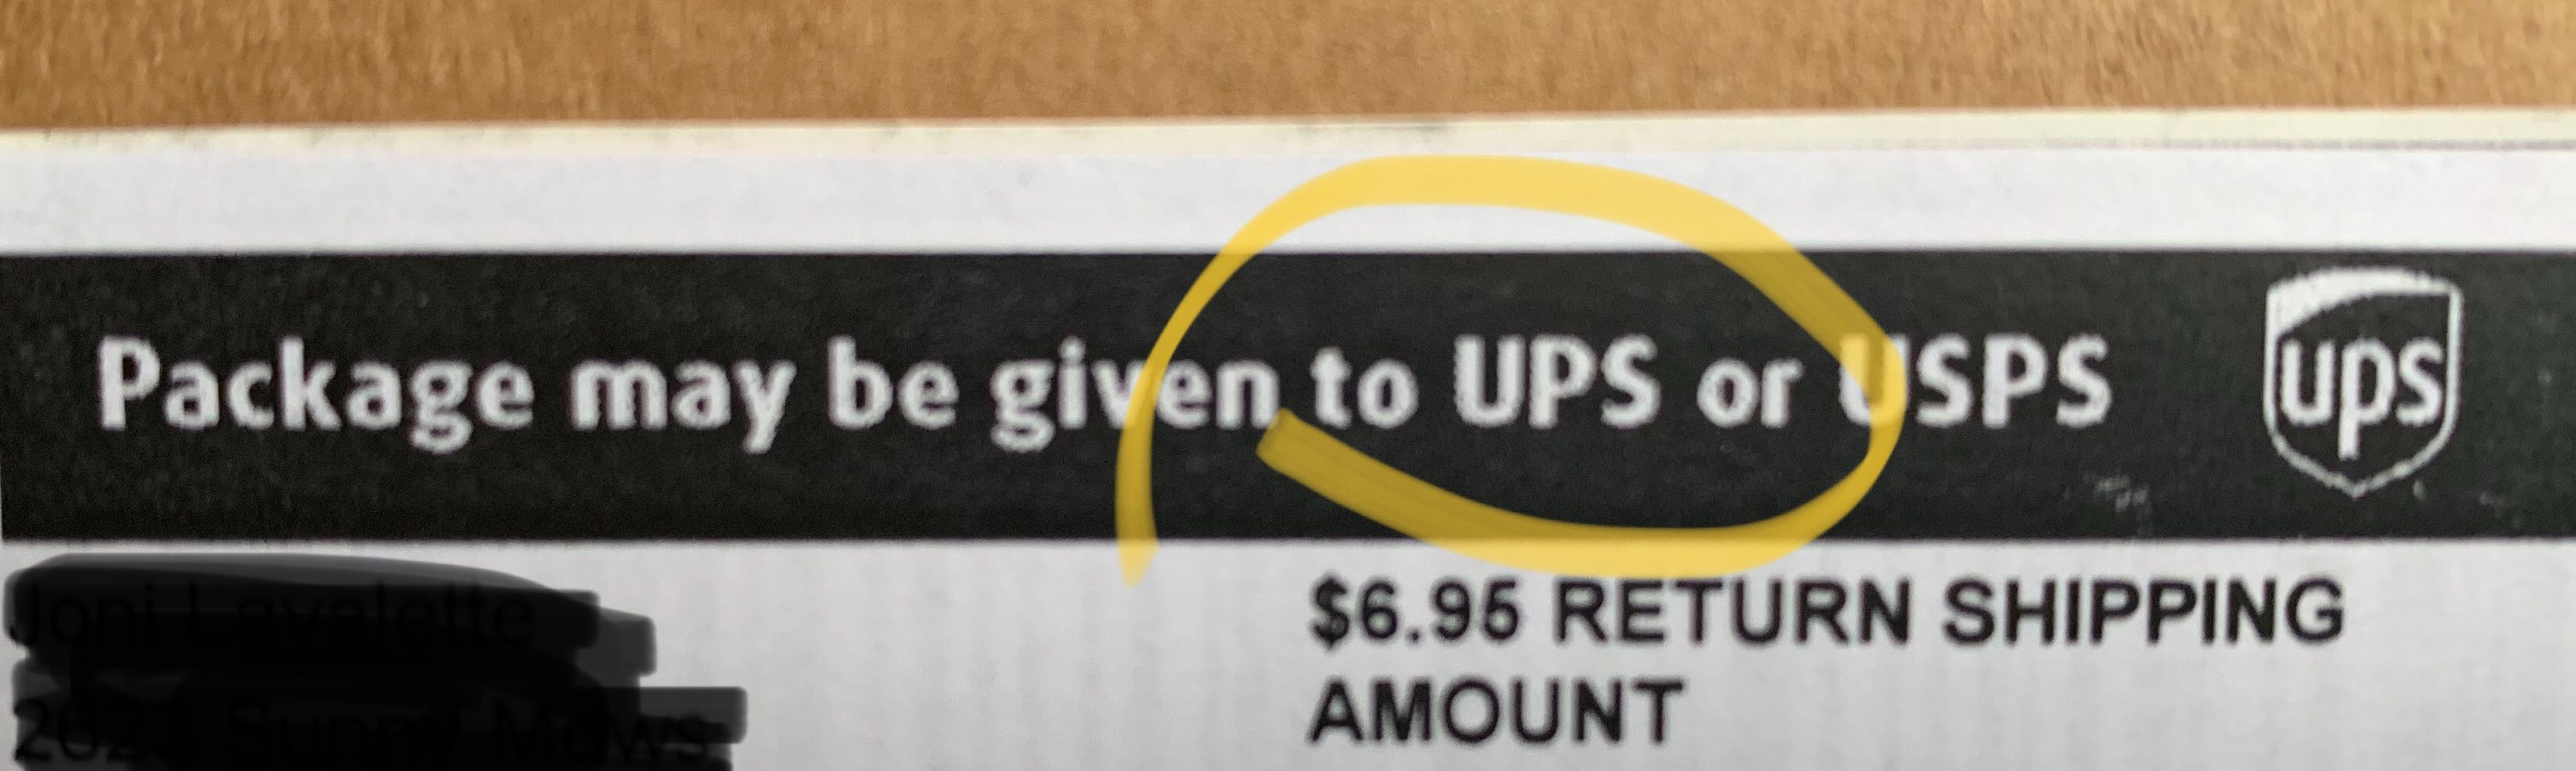 Package may be given to UPS or USPS
ups
$6.95 RETURN SHIPPING
AMOUNT